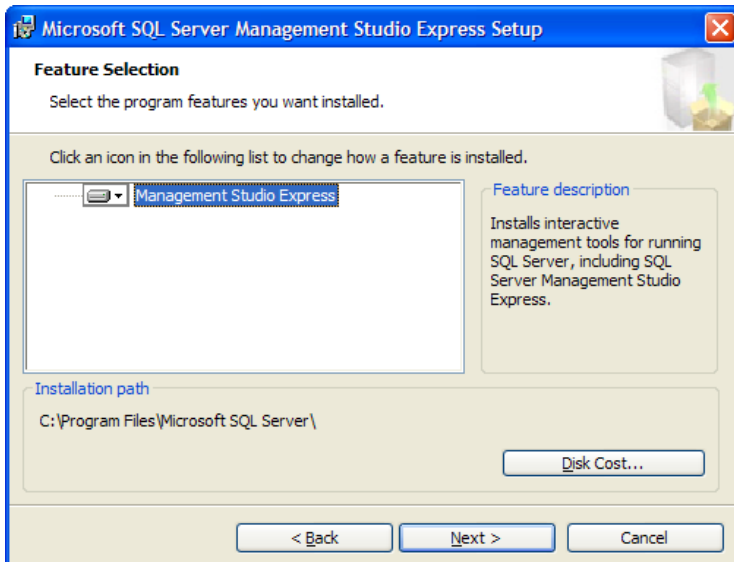 Microsoft SQL Server Management Studio Express Setup
Feature Selection
Select the program features you want installed.
Click an icon in the following list to change how a feature is installed.
Management Studio Express
Feature description
Installs interactive
management tools for running
SQL Server, including SQL
Server Management Studio
Express.
Installation path
C:\Program Files\Microsoft SQL Server\
Disk Cost...
< Back
Next >
Cancel